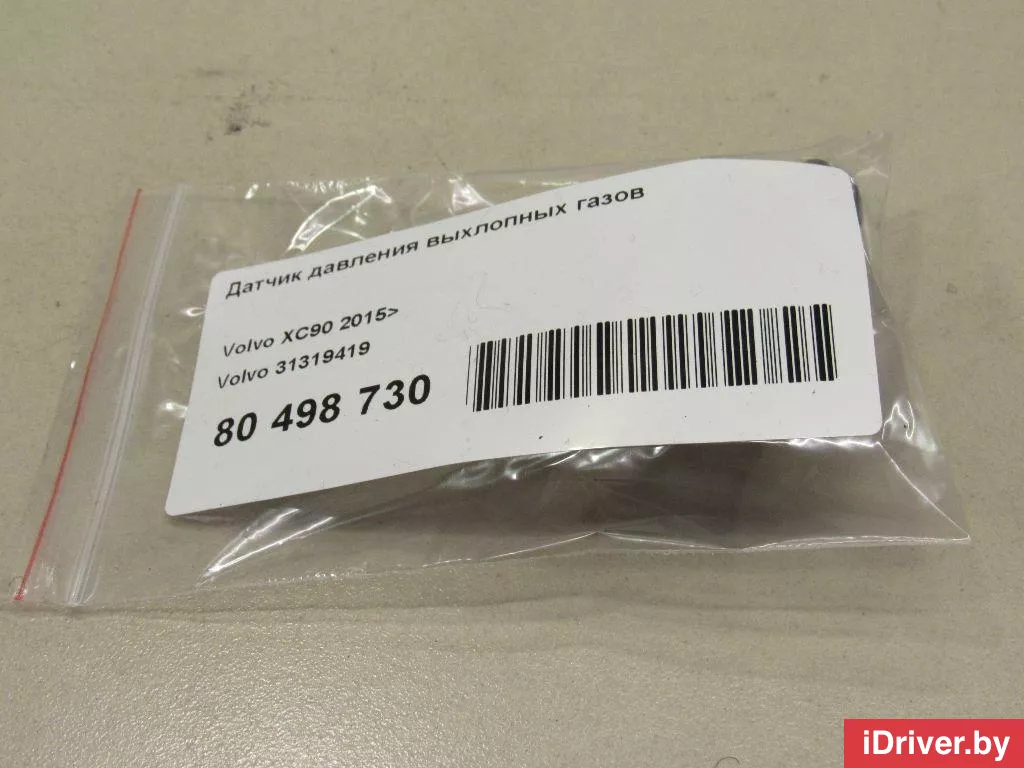 Датчик давления выхлопных газов
Volvo XC90 2015>
Volvo 31319419
80 498 730
iDriver.by